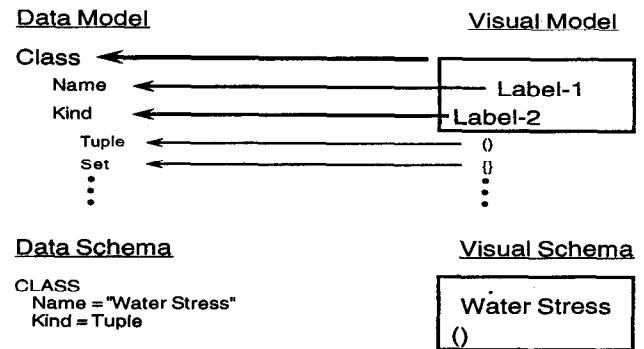 Data Model Visual Model
Class
Name Label-1
Kind Label-2
Tuple ()
Set {}
Data Schema Visual Schema
CLASS
Name = "Water Stress" Water Stress
Kind = Tuple ()